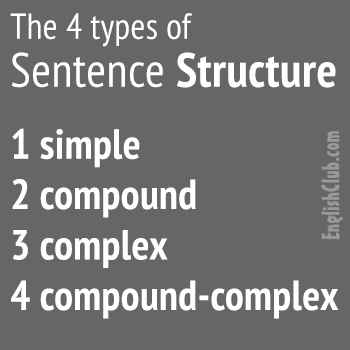 The 4 types of
Sentence Structure
1 simple
2 compound
3 complex
4 compound-complex
EnglishClub.com